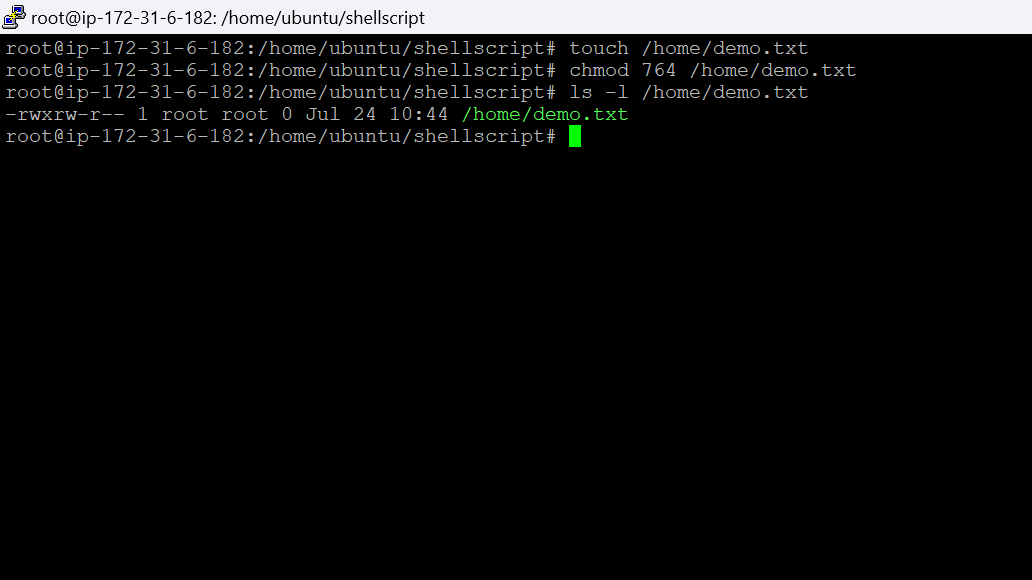 root@ip-172-31-6-182: /home/ubuntu/shellscript
root@ip-172-31-6-182:/home/ubuntu/shellscript# touch /home/demo.txt
root@ip-172-31-6-182:/home/ubuntu/shellscript# chmod 764 /home/demo.txt
root@ip-172-31-6-182:/home/ubuntu/shellscript# ls -l /home/demo.txt
-rwxrw-r-- 1 root root 0 Jul 24 10:44 /home/demo.txt
root@ip-172-31-6-182:/home/ubuntu/shellscript#